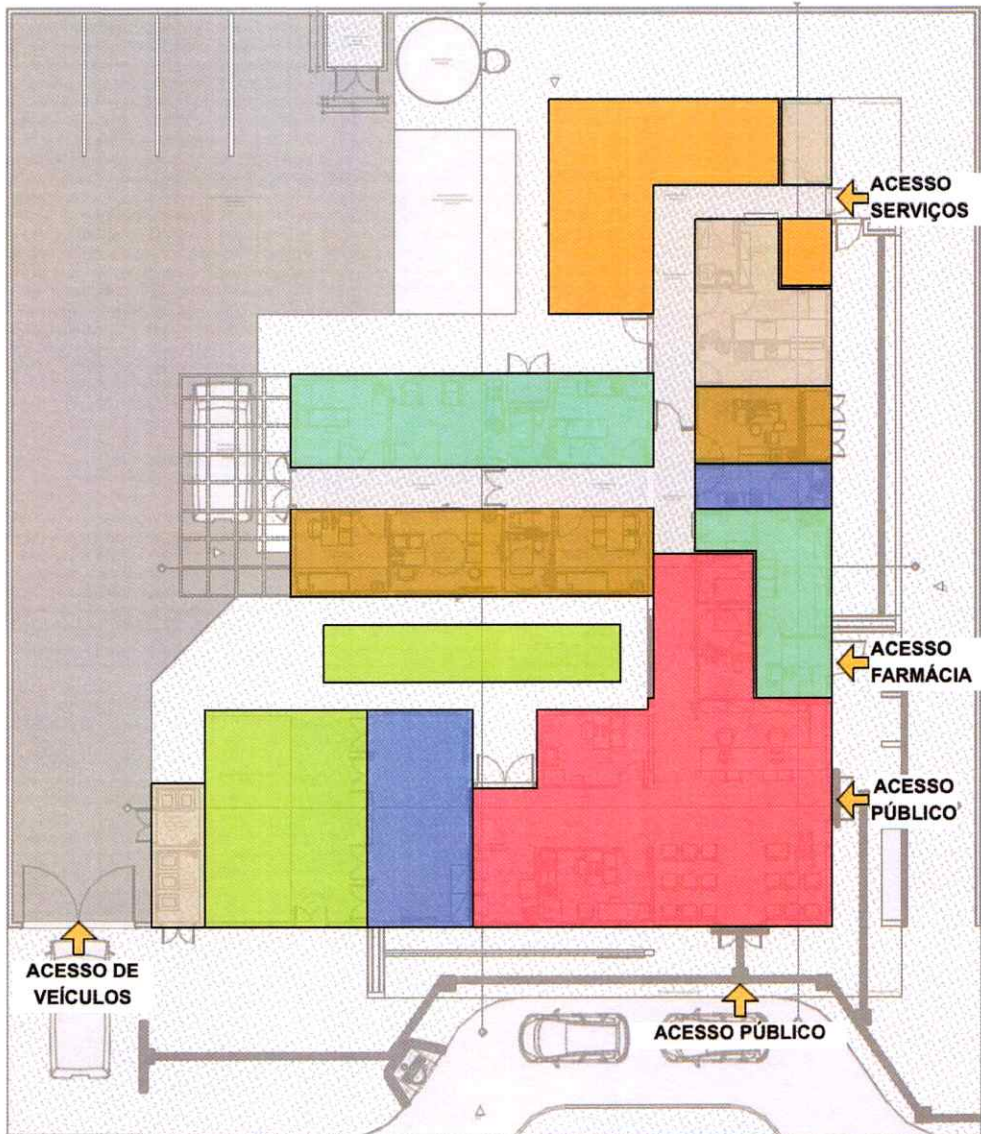 ACESSO
SERVIÇOS
ACESSO
FARMÁCIA
ACESSO
PÚBLICO
ACESSO DE
VEÍCULOS
ACESSO PÚBLICO